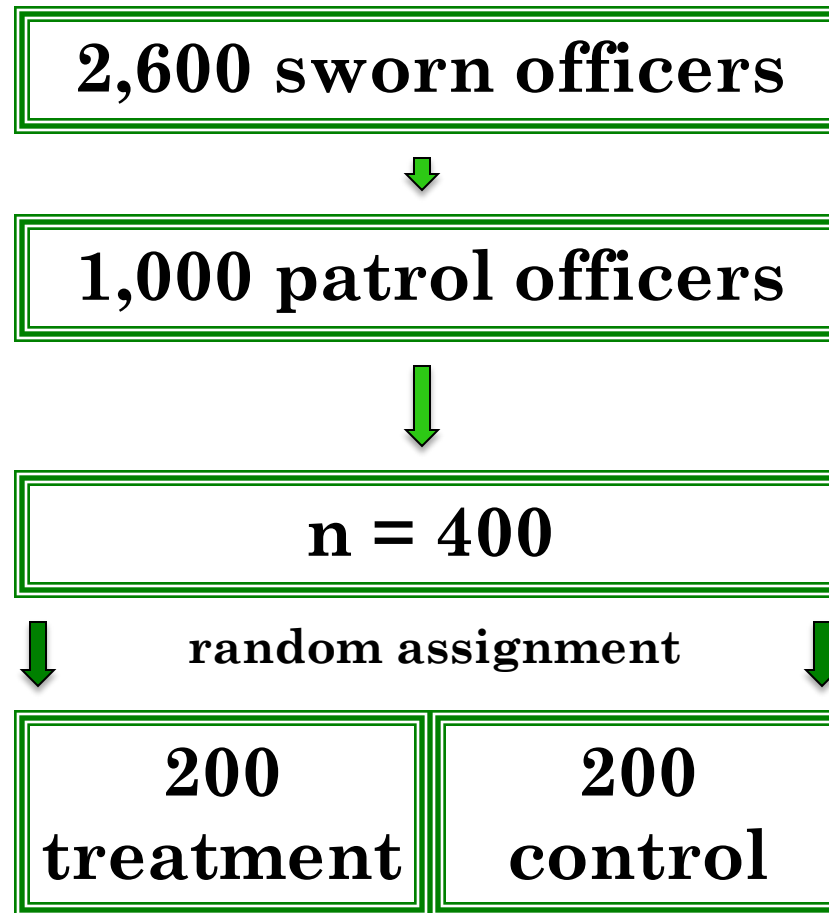 2,600 sworn officers
1,000 patrol officers
n = 400
random assignment
200
treatment
200
control